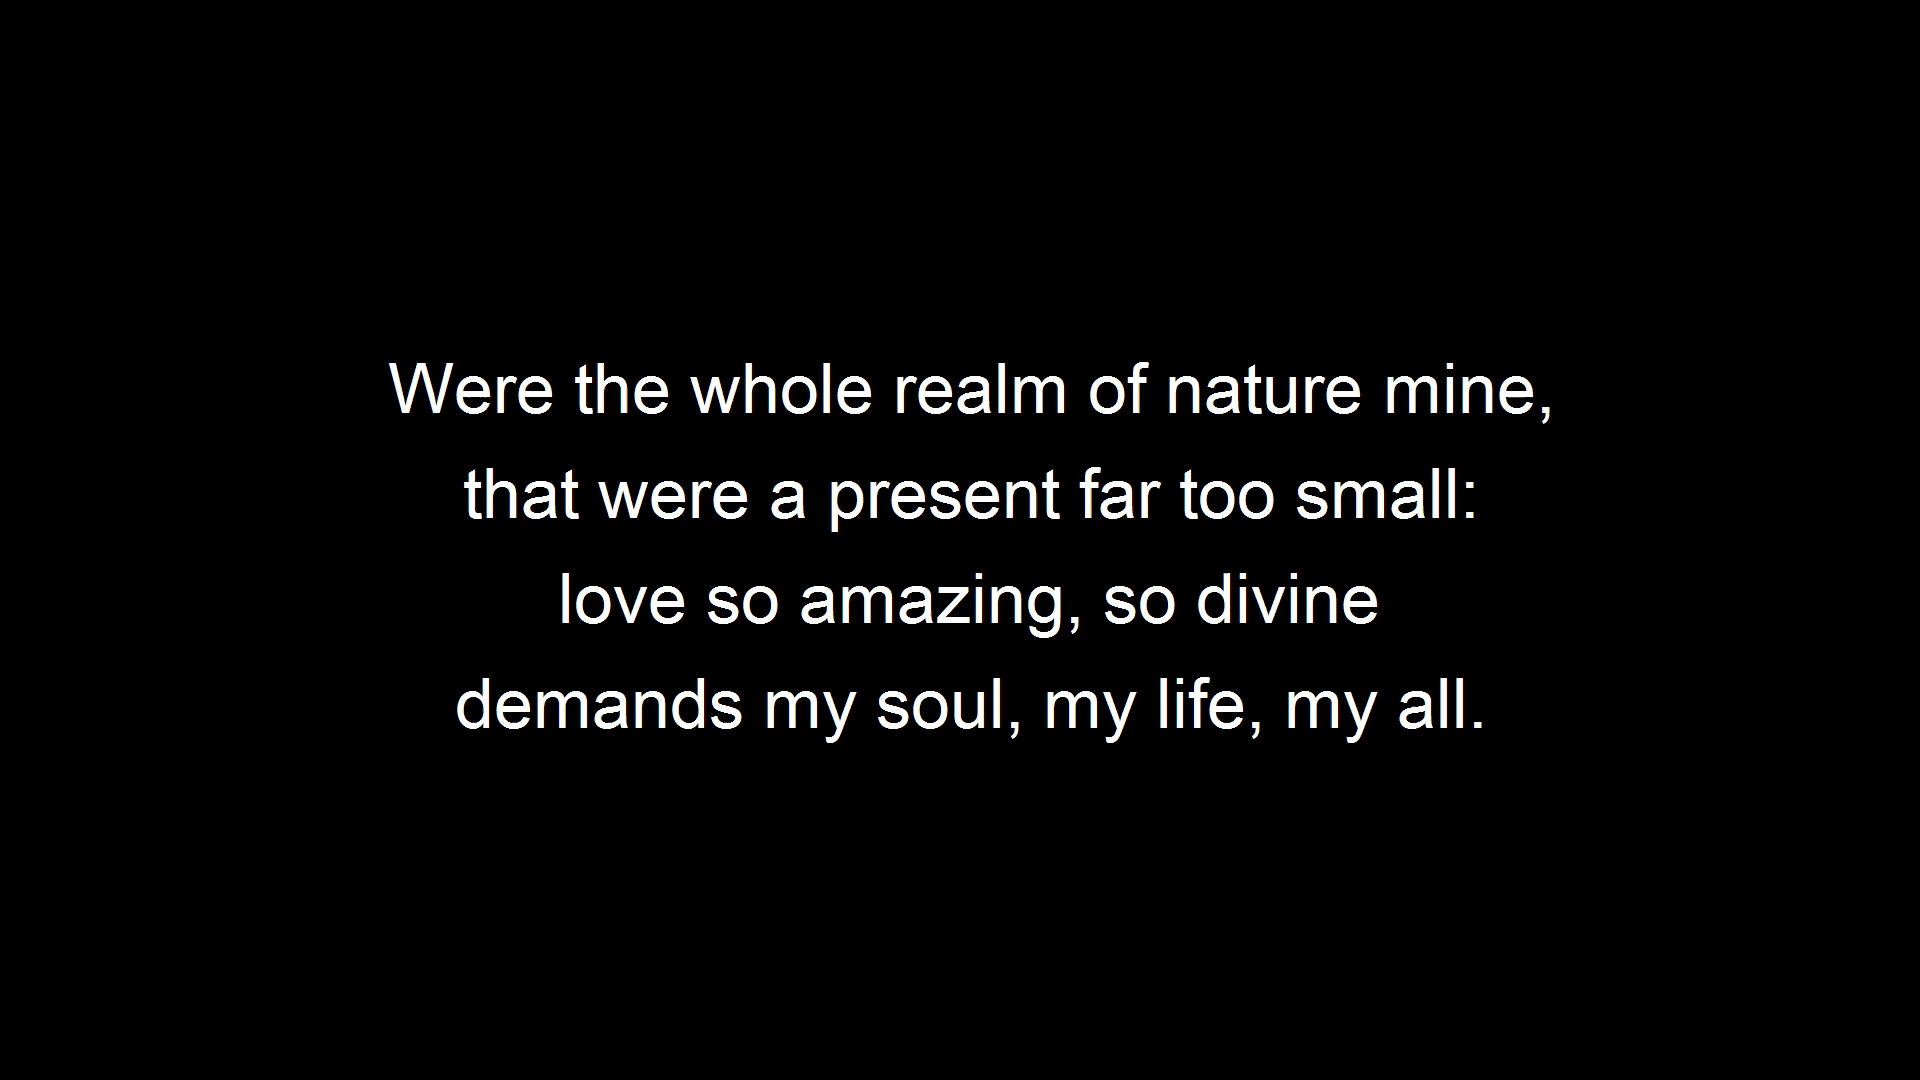 Were the whole realm of nature mine,
that were a present far too small:
love so amazing, so divine
demands my soul, my life, my all.